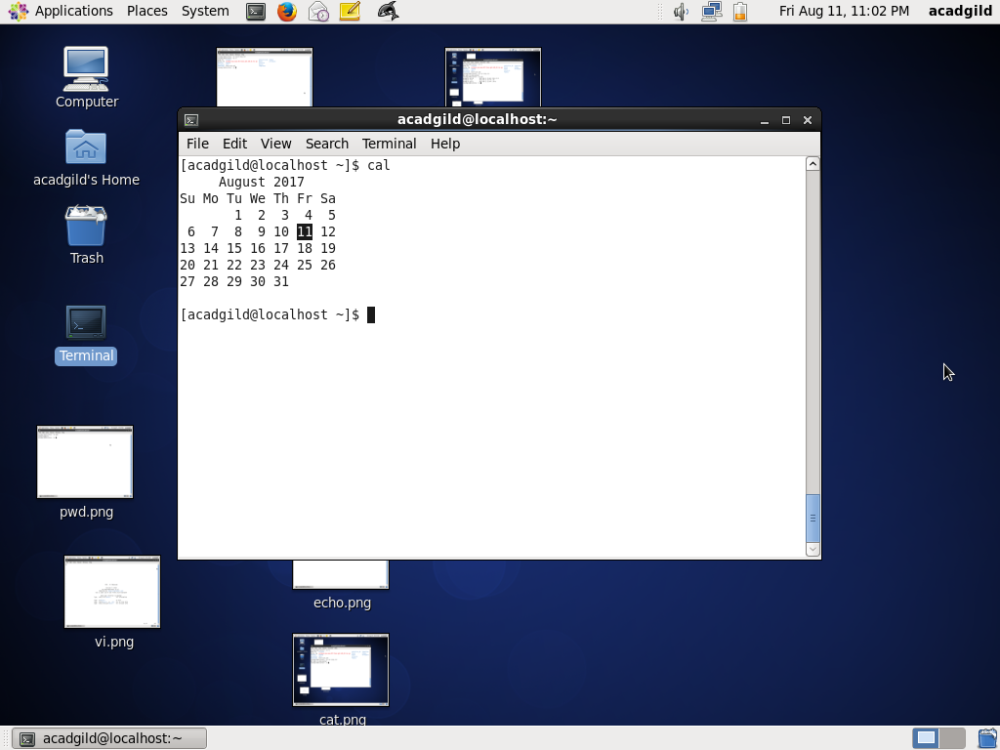 Applications Places System Fri Aug 11, 11:02 PM acadgild
Computer
acadgild's Home
Trash
Terminal
pwd.png
vi.png
acadgild@localhost:~
File Edit View Search Terminal Help
[acadgild@localhost ~]$ cal
August 2017
Su Mo Tu We Th Fr Sa
1 2 3 4 5
6 7 8 9 10 11 12
13 14 15 16 17 18 19
20 21 22 23 24 25 26
27 28 29 30 31
[acadgild@localhost ~]$
echo.png
cat.png
acadgild@localhost:~